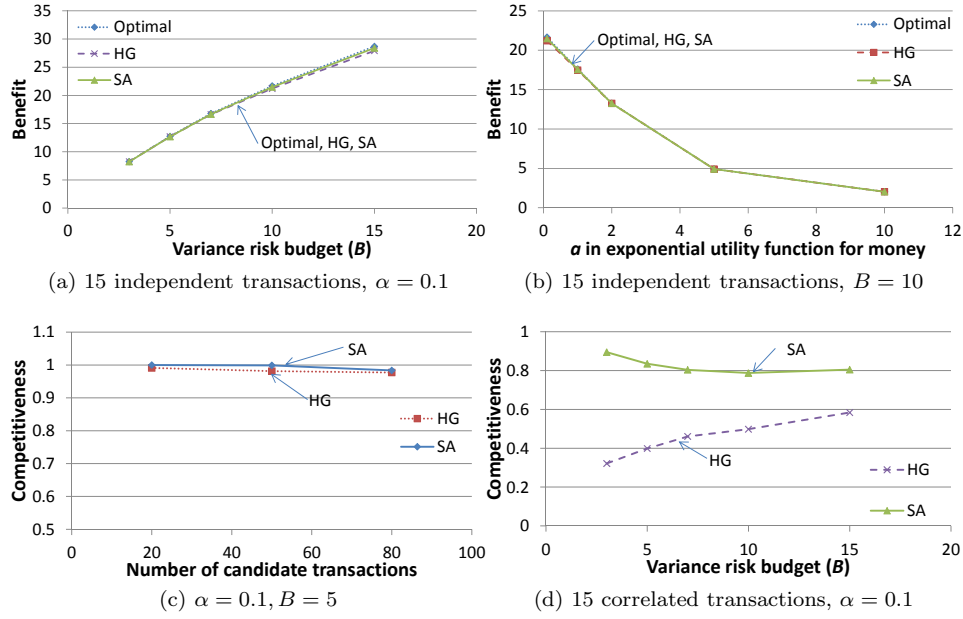 35
30
25
20
15
10
5
0
Benefit
Optimal
HG
SA
Optimal, HG, SA
0 5 10 15 20
Variance risk budget (B)
(a) 15 independent transactions, α = 0.1
25
20
15
10
5
0
Benefit
Optimal, HG, SA
Optimal
HG
SA
0 2 4 6 8 10 12
a in exponential utility function for money
(b) 15 independent transactions, B = 10
1.1
1
0.9
0.8
0.7
0.6
0.5
Competitiveness
SA
HG
HG
SA
0 20 40 60 80 100
Number of candidate transactions
(c) α = 0.1, B = 5
1
0.8
0.6
0.4
0.2
0
Competitiveness
SA
HG
HG
SA
0 5 10 15 20
Variance risk budget (B)
(d) 15 correlated transactions, α = 0.1